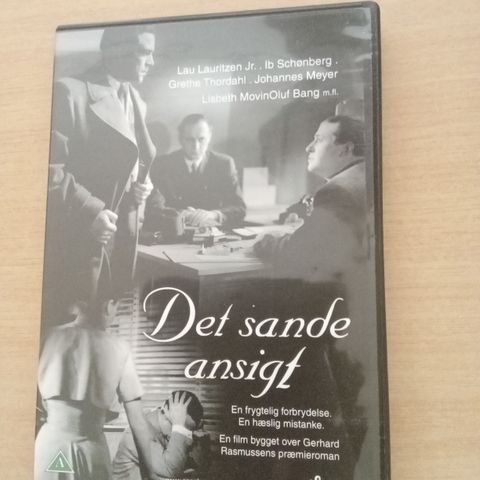 Lau Lauritzen Jr. . Ib Schønberg .
Grethe Thordahl . Johannes Meyer
Lisbeth MovinOluf Bang m.fl.
Det sande
ansigt
En frygtelig forbrydelse.
En hæslig mistanke.
En film bygget over Gerhard
Rasmussens præmieroman
A